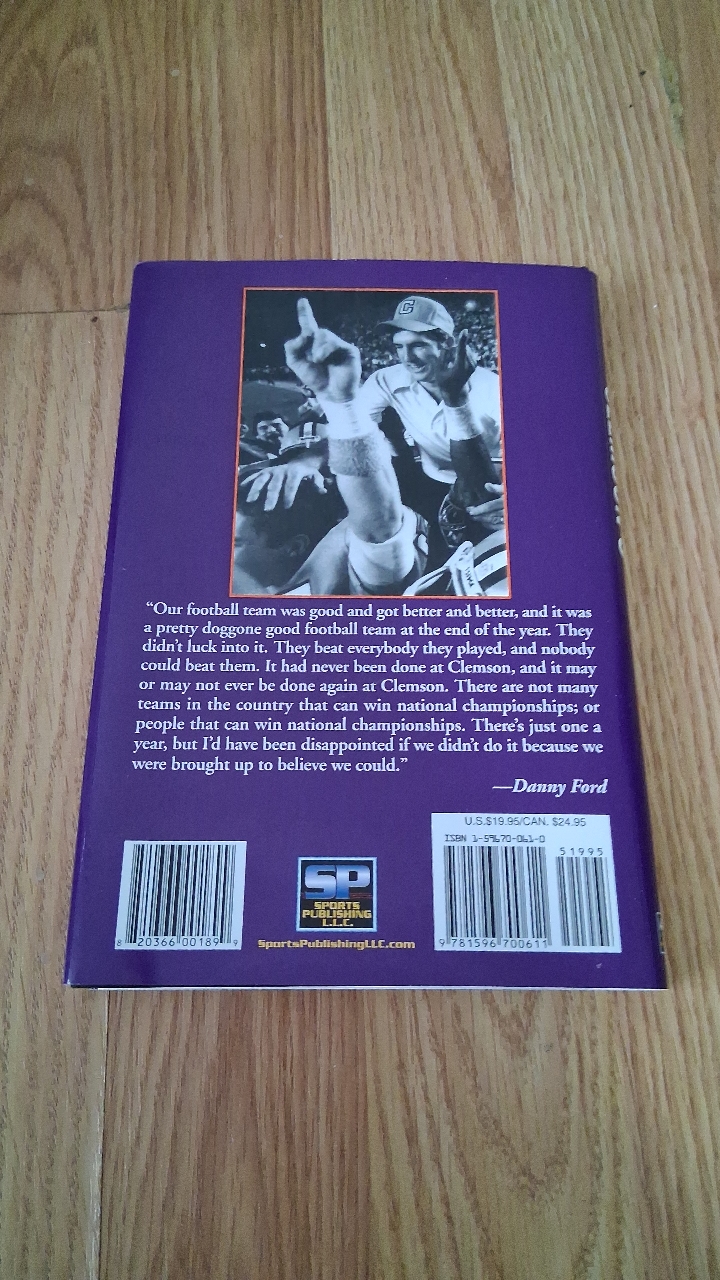 C
“Our football team was good and got better and better, and it was
a pretty doggone good football team at the end of the year. They
didn’t luck into it. They beat everybody they played, and nobody
could beat them. It had never been done at Clemson, and it may
or may not ever be done again at Clemson. There are not many
teams in the country that can win national championships; or
people that can win national championships. There’s just one a
year, but I’d have been disappointed if we didn’t do it because we
were brought up to believe we could.”
—Danny Ford
U.S.$19.95/CAN. $24.95
ISBN 1-59670-061-0
51995
9 781596 700611
8 20366 00189 9
SP
SPORTS
PUBLISHING
L.L.C.
SportsPublishingLLC.com